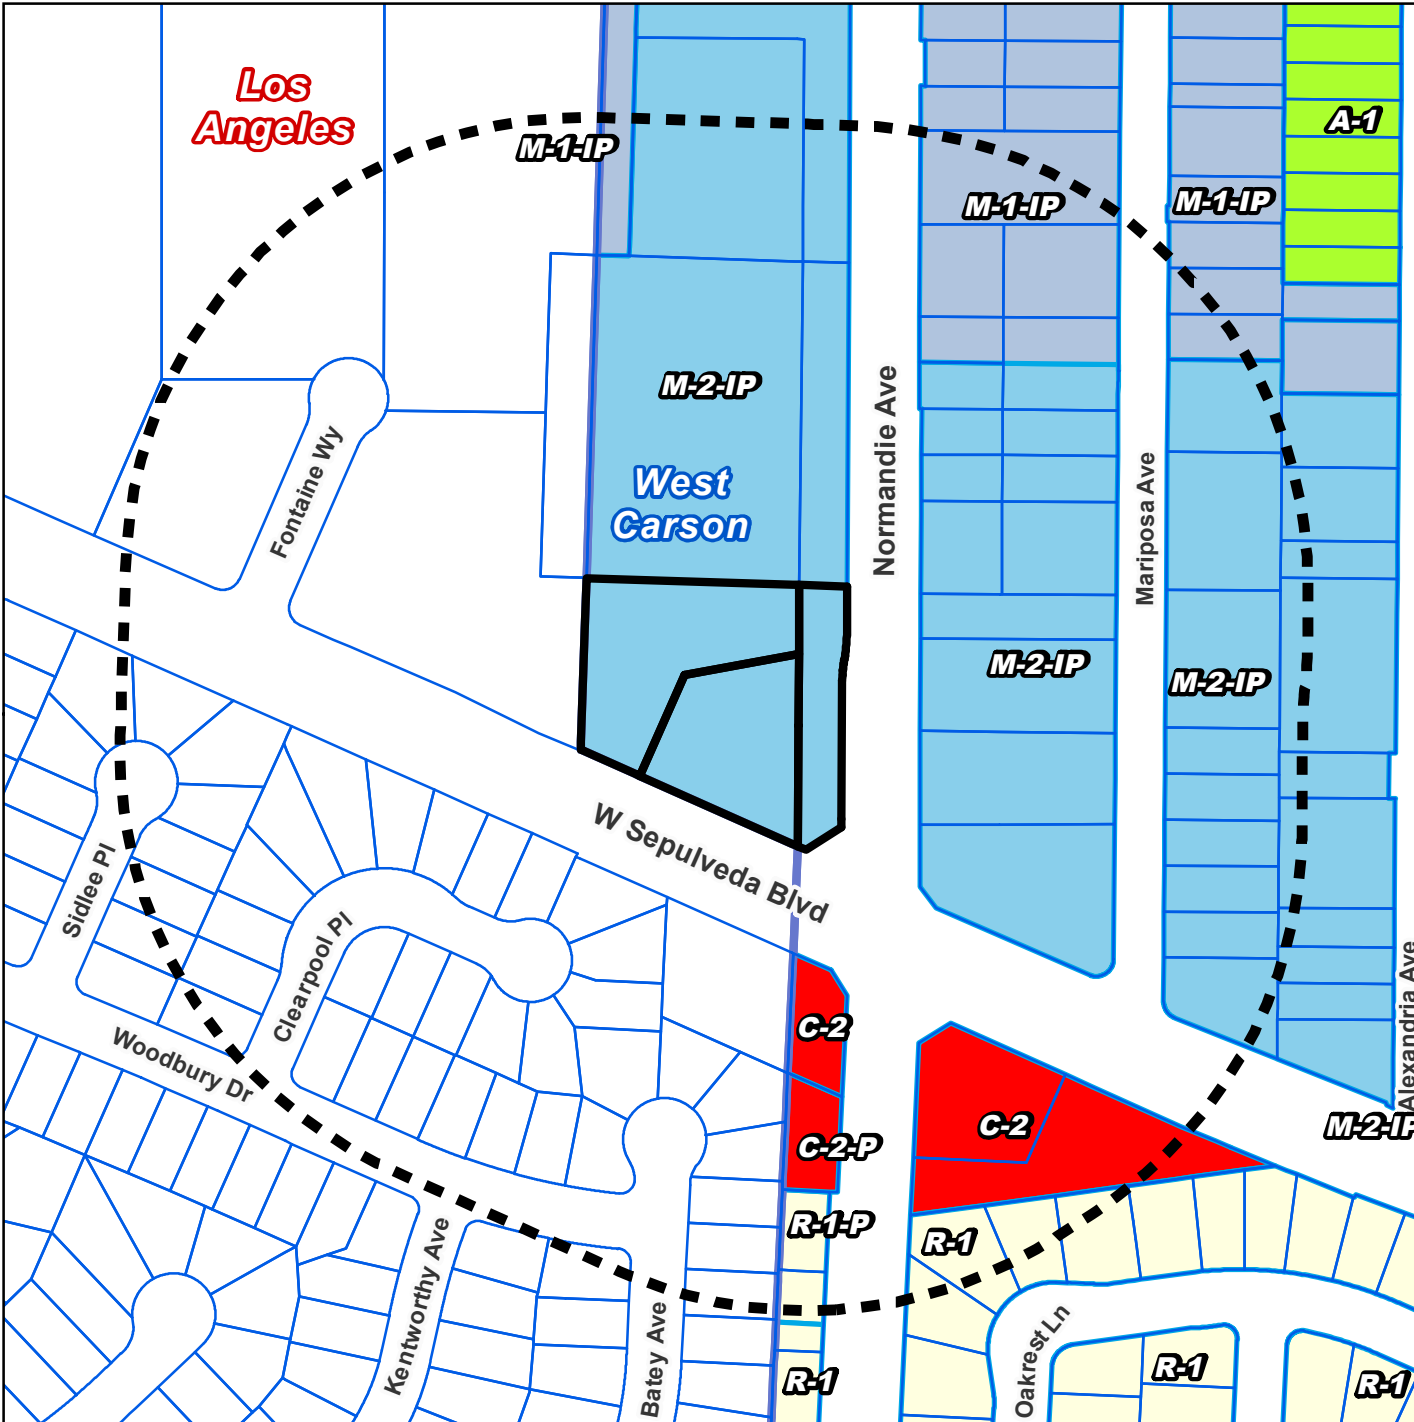 Los
Angeles
A-1
M-1-IP
M-1-IP
M-1-IP
M-2-IP
Fontaine Wy
West
Carson
Normandie Ave
Mariposa Ave
M-2-IP
M-2-IP
W Sepulveda Blvd
Sidlee Pl
Clearpool Pl
Alexandria Ave
C-2
Woodbury Dr
C-2-P
C-2
M-2-IP
R-1-P
R-1
Kentworthy Ave
Batey Ave
Oakrest Ln
R-1
R-1
R-1